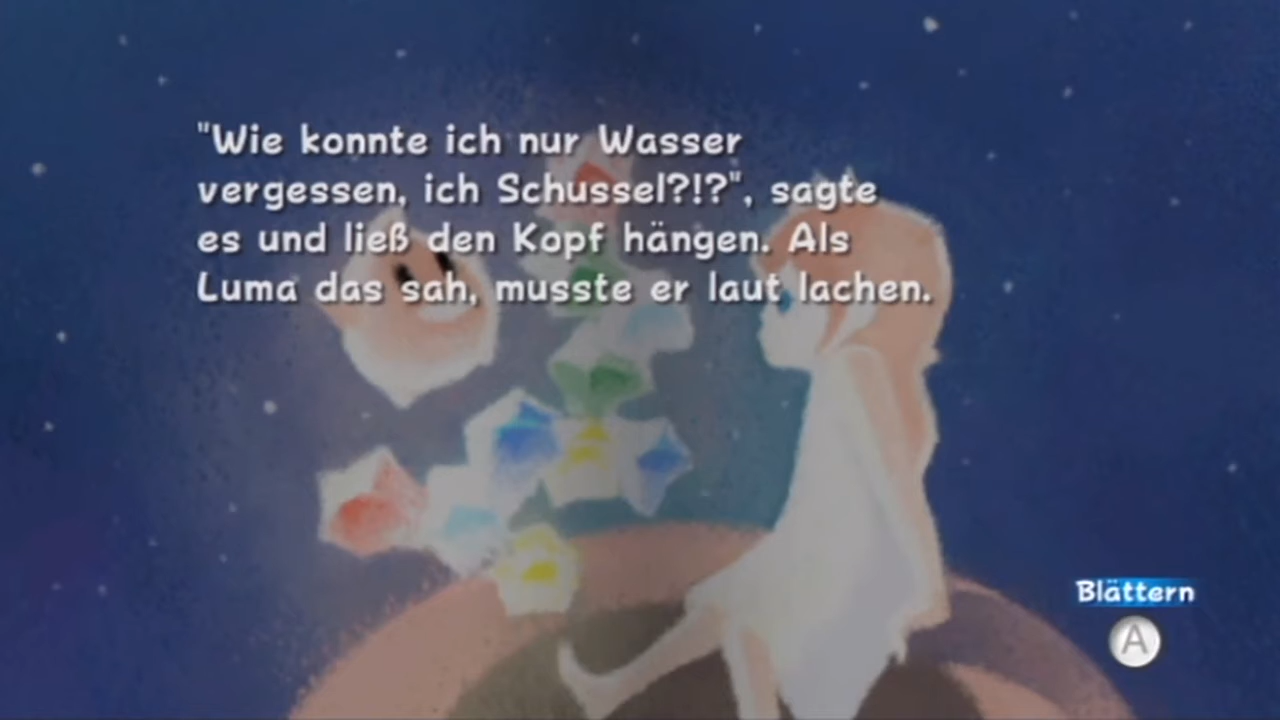 "Wie konnte ich nur Wasser
vergessen, ich Schussel?!?", sagte
es und ließ den Kopf hängen. Als
Luma das sah, musste er laut lachen.
Blättern
A